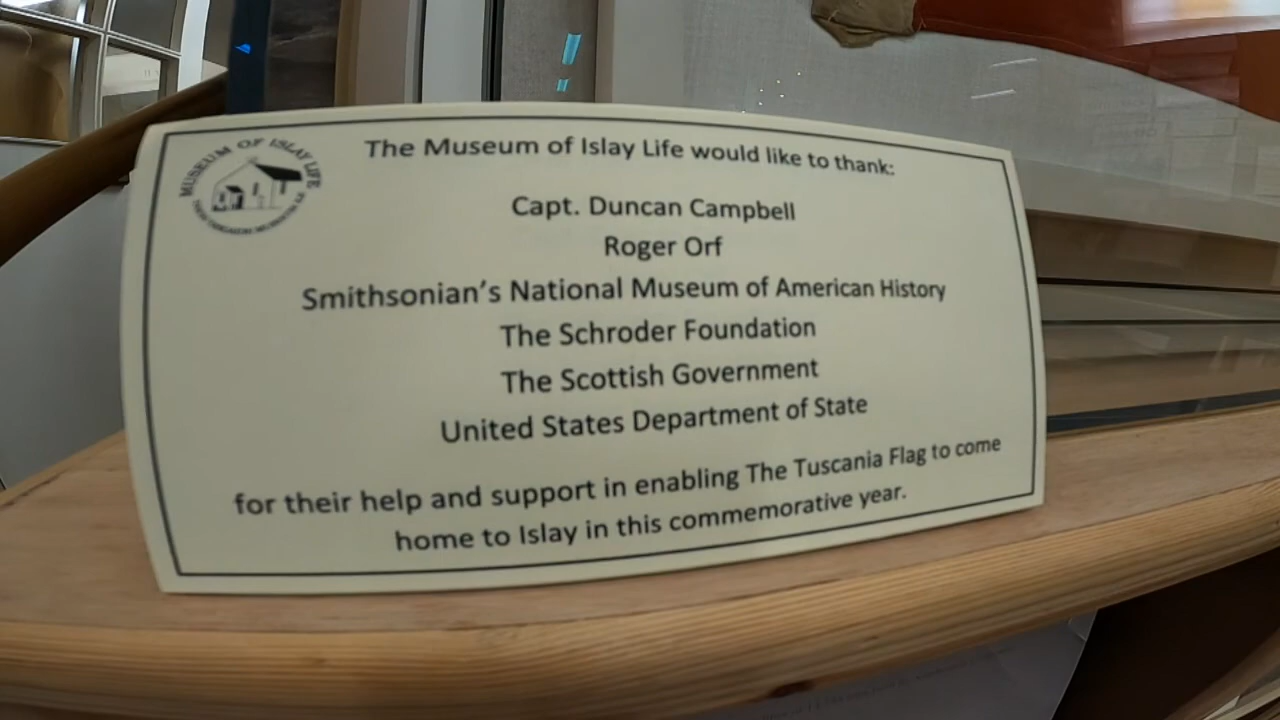 MUSEUM OF ISLAY LIFE
The Museum of Islay Life would like to thank:
Capt. Duncan Campbell
Roger Orf
Smithsonian's National Museum of American History
The Schroder Foundation
The Scottish Government
United States Department of State
for their help and support in enabling The Tuscania Flag to come
home to Islay in this commemorative year.